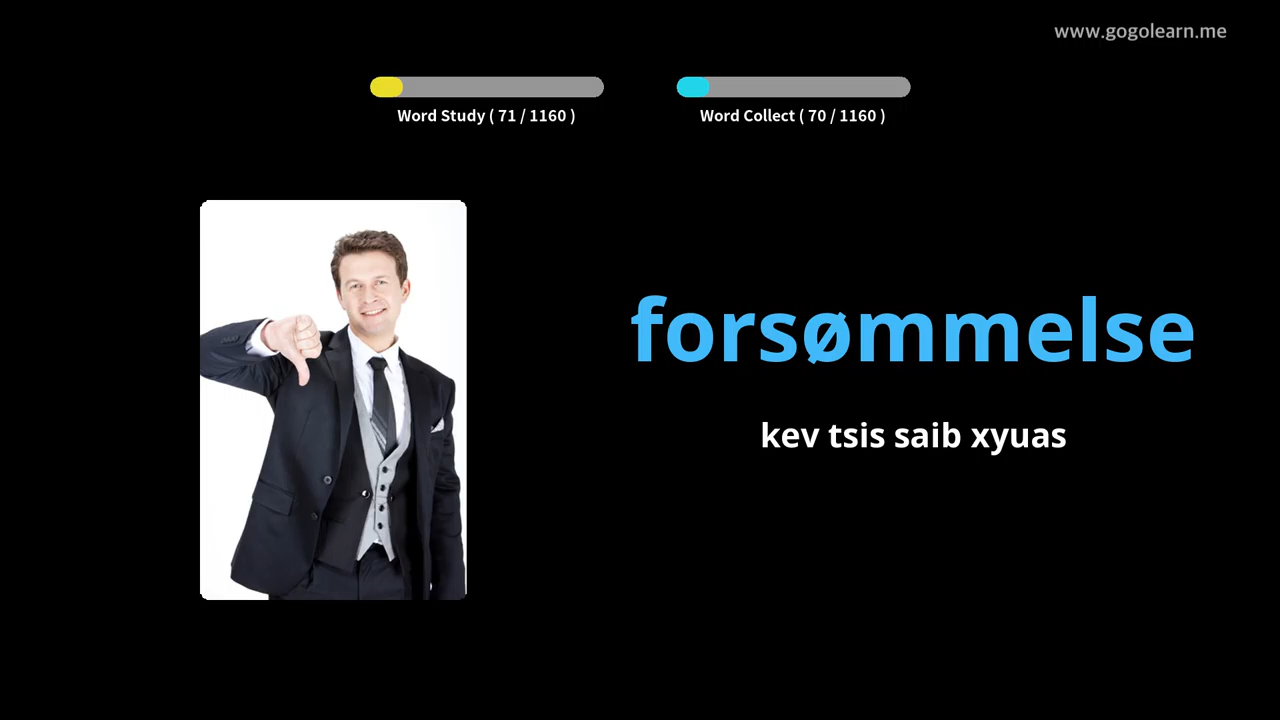 www.gogolearn.me
Word Study ( 71 / 1160 )
Word Collect ( 70 / 1160 )
forsømmelse
kev tsis saib xyuas